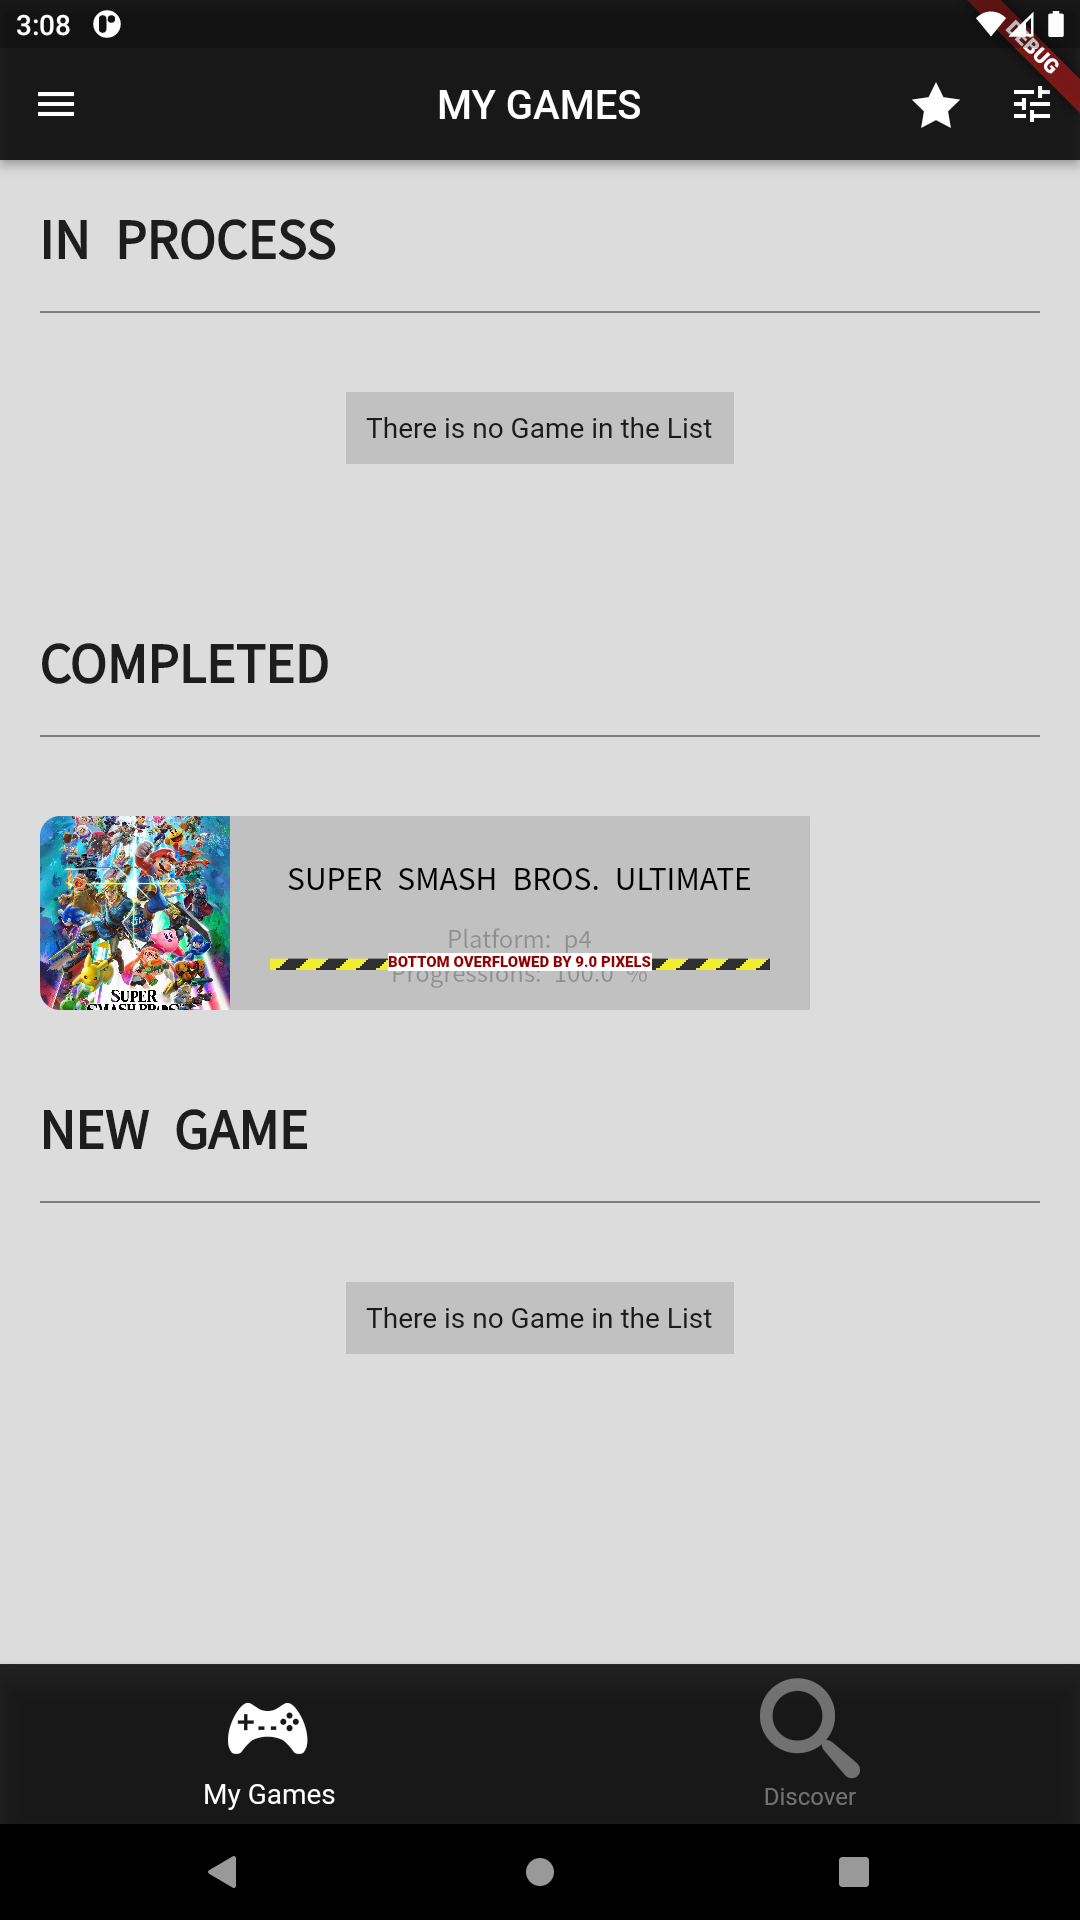 3:08
DEBUG
MY GAMES
IN PROCESS
There is no Game in the List
COMPLETED
SUPER SMASH BROS. ULTIMATE
Platform: p4
BOTTOM OVERFLOWED BY 9.0 PIXELS
Progressions: 100.0 %
SUPER
SMASH BROS
NEW GAME
There is no Game in the List
My Games
Discover